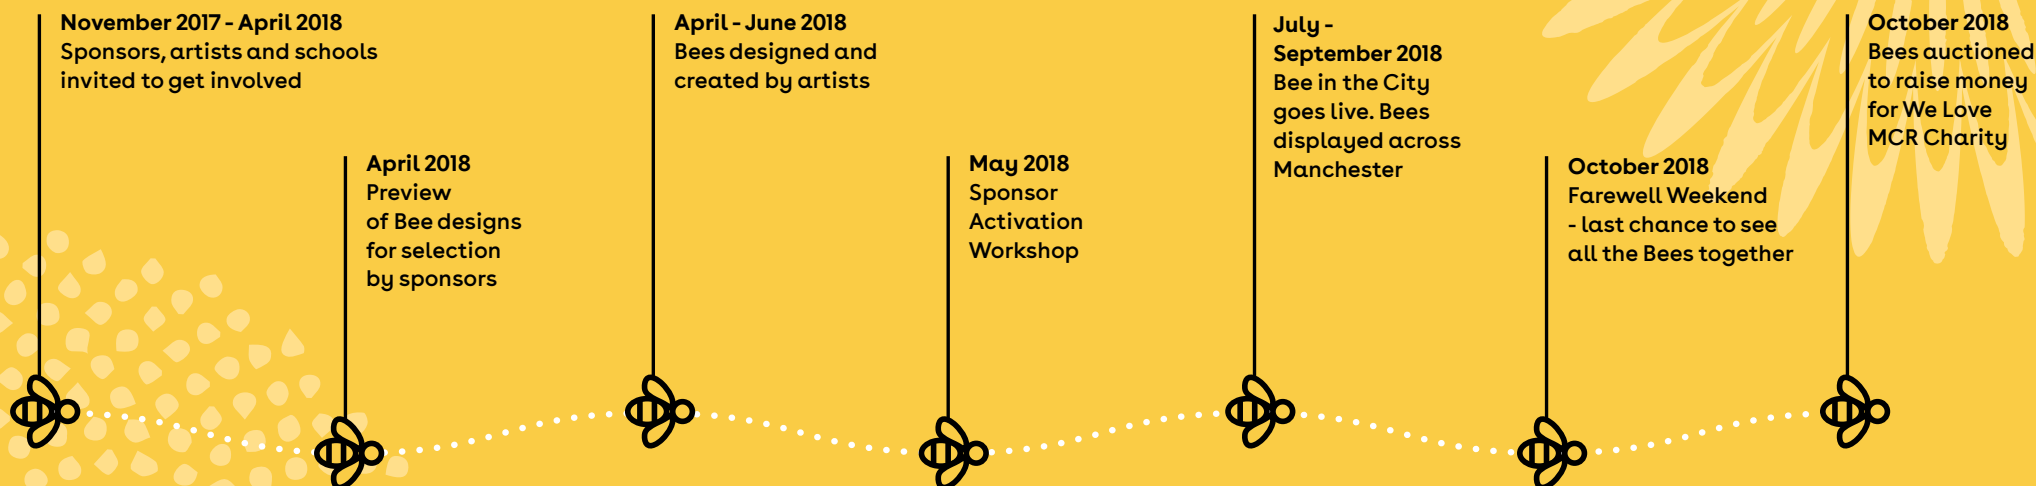 November 2017 - April 2018
Sponsors, artists and schools
invited to get involved
April 2018
Preview
of Bee designs
for selection
by sponsors
April - June 2018
Bees designed and
created by artists
May 2018
Sponsor
Activation
Workshop
July -
September 2018
Bee in the City
goes live. Bees
displayed across
Manchester
October 2018
Farewell Weekend
- last chance to see
all the Bees together
October 2018
Bees auctioned
to raise money
for We Love
MCR Charity